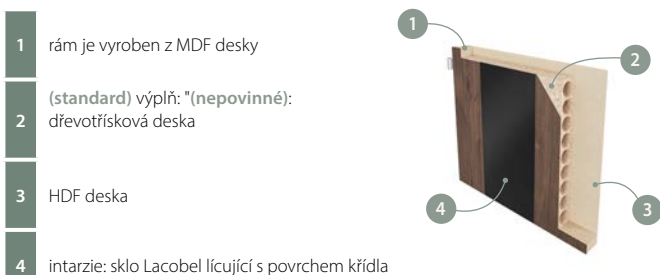 1 rám je vyroben z MDF desky
(standard) výplň: "(nepovinné):
2 dřevotřísková deska
3 HDF deska
4 intarzie: sklo Lacobel lícující s povrchem křídla
1
2
3
4